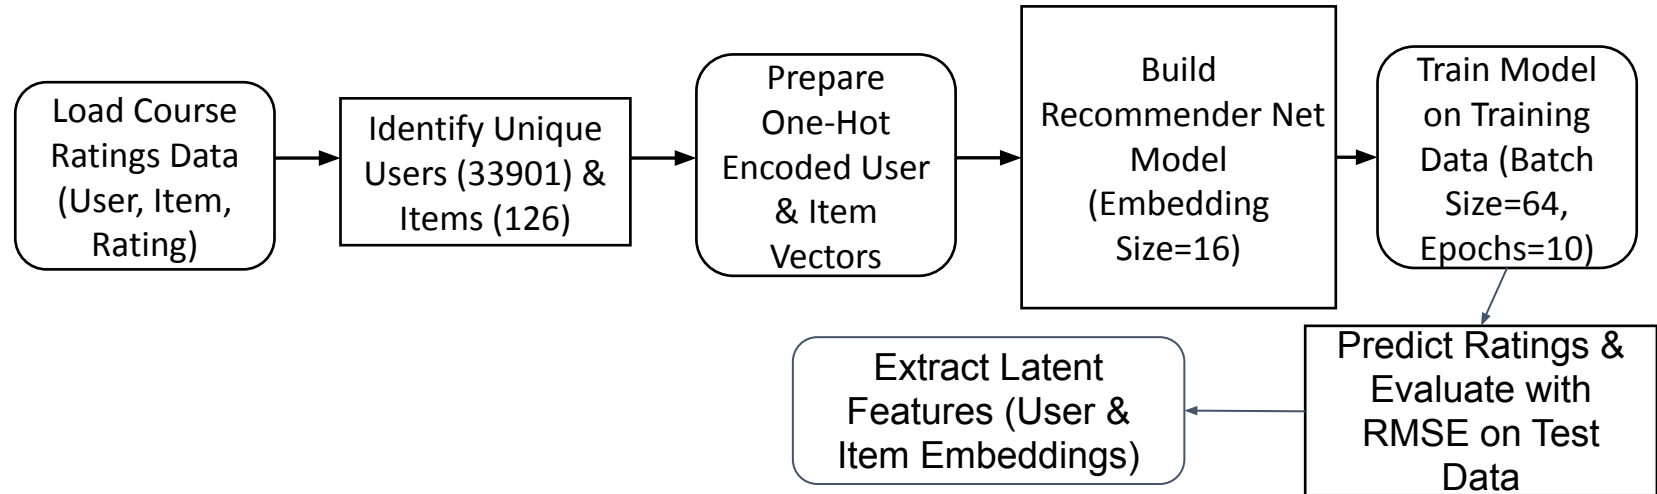 Load Course
Ratings Data
(User, Item,
Rating)
Identify Unique
Users (33901) &
Items (126)
Prepare
One-Hot
Encoded User
& Item
Vectors
Build
Recommender Net
Model
(Embedding
Size=16)
Train Model
on Training
Data (Batch
Size=64,
Epochs=10)
Predict Ratings &
Evaluate with
RMSE on Test
Data
Extract Latent
Features (User &
Item Embeddings)